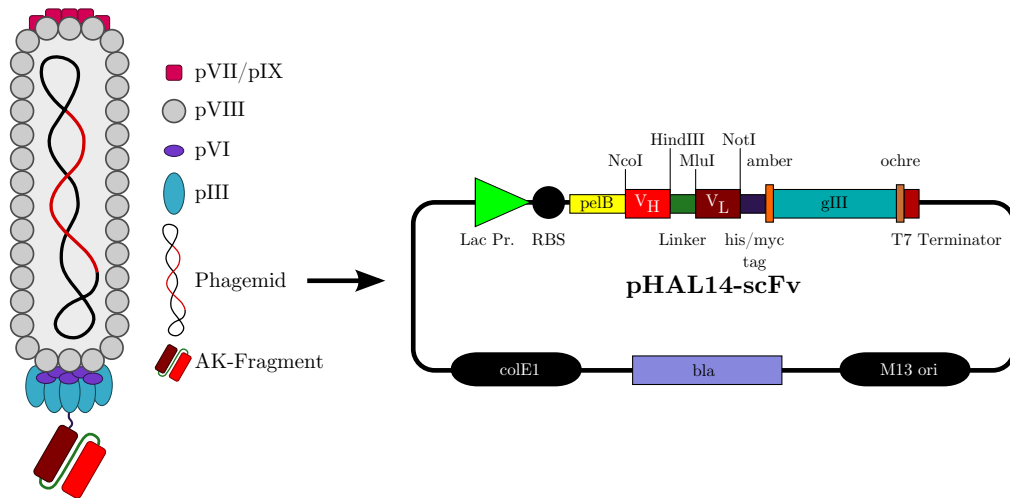 pVII/pIX
pVIII
pVI
pIII
Phagemid
AK-Fragment
HindIII NotI
NcoI MluI amber ochre
pelB VH VL gIII
Lac Pr. RBS Linker his/myc T7 Terminator
tag
pHAL14-scFv
colE1 bla M13 ori